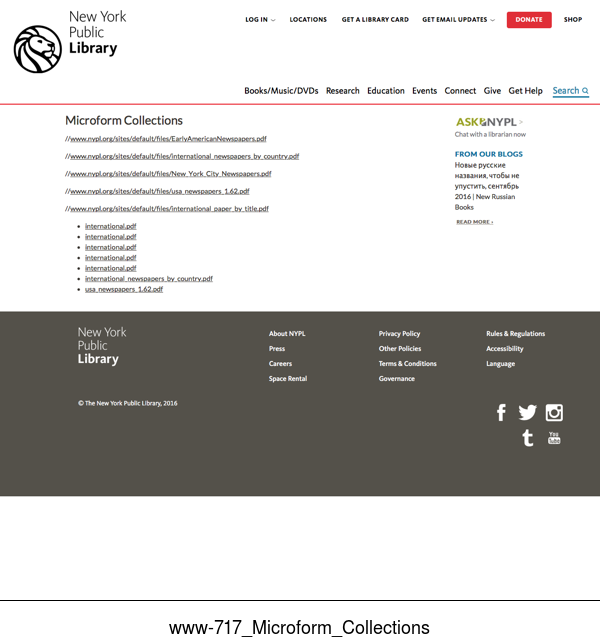 New York
Public
Library
LOG IN
LOCATIONS
GET A LIBRARY CARD
GET EMAIL UPDATES
DONATE
SHOP
Books/Music/DVDs
Research
Education
Events
Connect
Give
Get Help
Search
Microform Collections
//www.nypl.org/sites/default/files/EarlyAmericanNewspapers.pdf
//www.nypl.org/sites/default/files/international_newspapers_by_country.pdf
//www.nypl.org/sites/default/files/New_York_City_Newspapers.pdf
//www.nypl.org/sites/default/files/usa_newspapers_1.62.pdf
//www.nypl.org/sites/default/files/international_paper_by_title.pdf
• international.pdf
• international.pdf
• international.pdf
• international.pdf
• international.pdf
• international_newspapers_by_country.pdf
• usa_newspapers_1.62.pdf
ASK NYPL >
Chat with a librarian now
FROM OUR BLOGS
Новые русские
названия, чтобы не
упустить, сентябрь
2016 | New Russian
Books
READ MORE ›
New York
Public
Library
About NYPL
Press
Careers
Space Rental
Privacy Policy
Other Policies
Terms & Conditions
Governance
Rules & Regulations
Accessibility
Language
© The New York Public Library, 2016
You
Tube
www-717_Microform_Collections